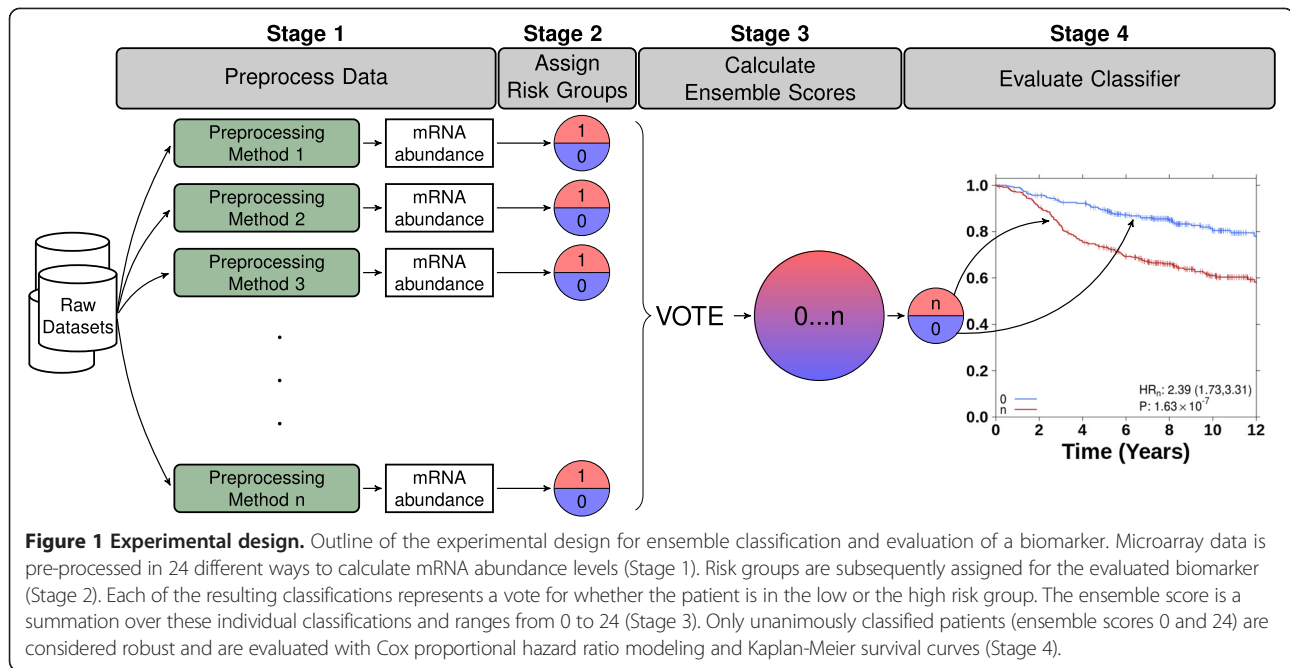 Stage 1
Stage 2
Stage 3
Stage 4
Preprocess Data
Assign
Risk Groups
Calculate
Ensemble Scores
Evaluate Classifier
Raw
Datasets
Preprocessing
Method 1
mRNA
abundance
1
0
Preprocessing
Method 2
mRNA
abundance
1
0
Preprocessing
Method 3
mRNA
abundance
1
0
.
.
.
Preprocessing
Method n
mRNA
abundance
1
0
VOTE
0...n
n
0
1.0
0.8
0.6
0.4
0.2
0.0
0
n
HRn: 2.39 (1.73,3.31)
P: 1.63×10-7
0 2 4 6 8 10 12
Time (Years)
Figure 1 Experimental design. Outline of the experimental design for ensemble classification and evaluation of a biomarker. Microarray data is
pre-processed in 24 different ways to calculate mRNA abundance levels (Stage 1). Risk groups are subsequently assigned for the evaluated biomarker
(Stage 2). Each of the resulting classifications represents a vote for whether the patient is in the low or the high risk group. The ensemble score is a
summation over these individual classifications and ranges from 0 to 24 (Stage 3). Only unanimously classified patients (ensemble scores 0 and 24) are
considered robust and are evaluated with Cox proportional hazard ratio modeling and Kaplan-Meier survival curves (Stage 4).